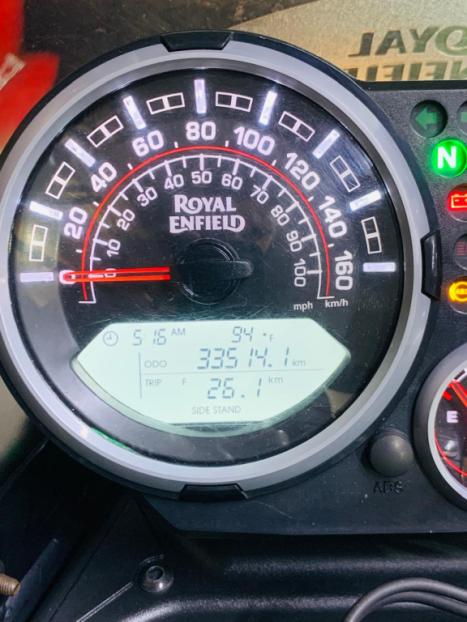 ROYAL
ENFIELD
ROYAL
ENFIELD
N
20 40 60 80 100 120 140 160
0 10 20 30 40 50 60 70 80 90 100
mph km/h
5 16 AM 94 °F
ODO 33514.1 km
TRIP F 26.1 km
SIDE STAND
E
ABS